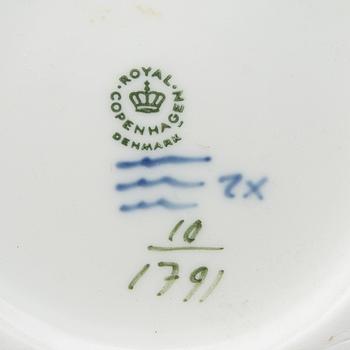 ROYAL
COPENHAGEN
DENMARK
2X
10
1791